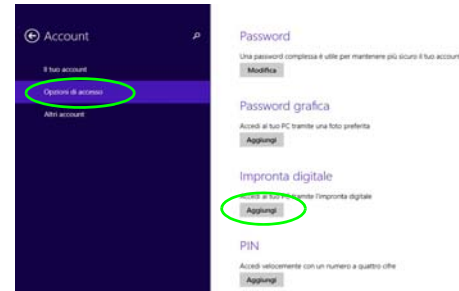 Account
Il tuo account
Opzioni di accesso
Altri account
Password
Una password complessa è utile per mantenere più sicuro il tuo account
Modifica
Password grafica
Accedi al tuo PC tramite una foto preferita
Aggiungi
Impronta digitale
Accedi al tuo PC tramite l'impronta digitale
Aggiungi
PIN
Accedi velocemente con un numero a quattro cifre
Aggiungi